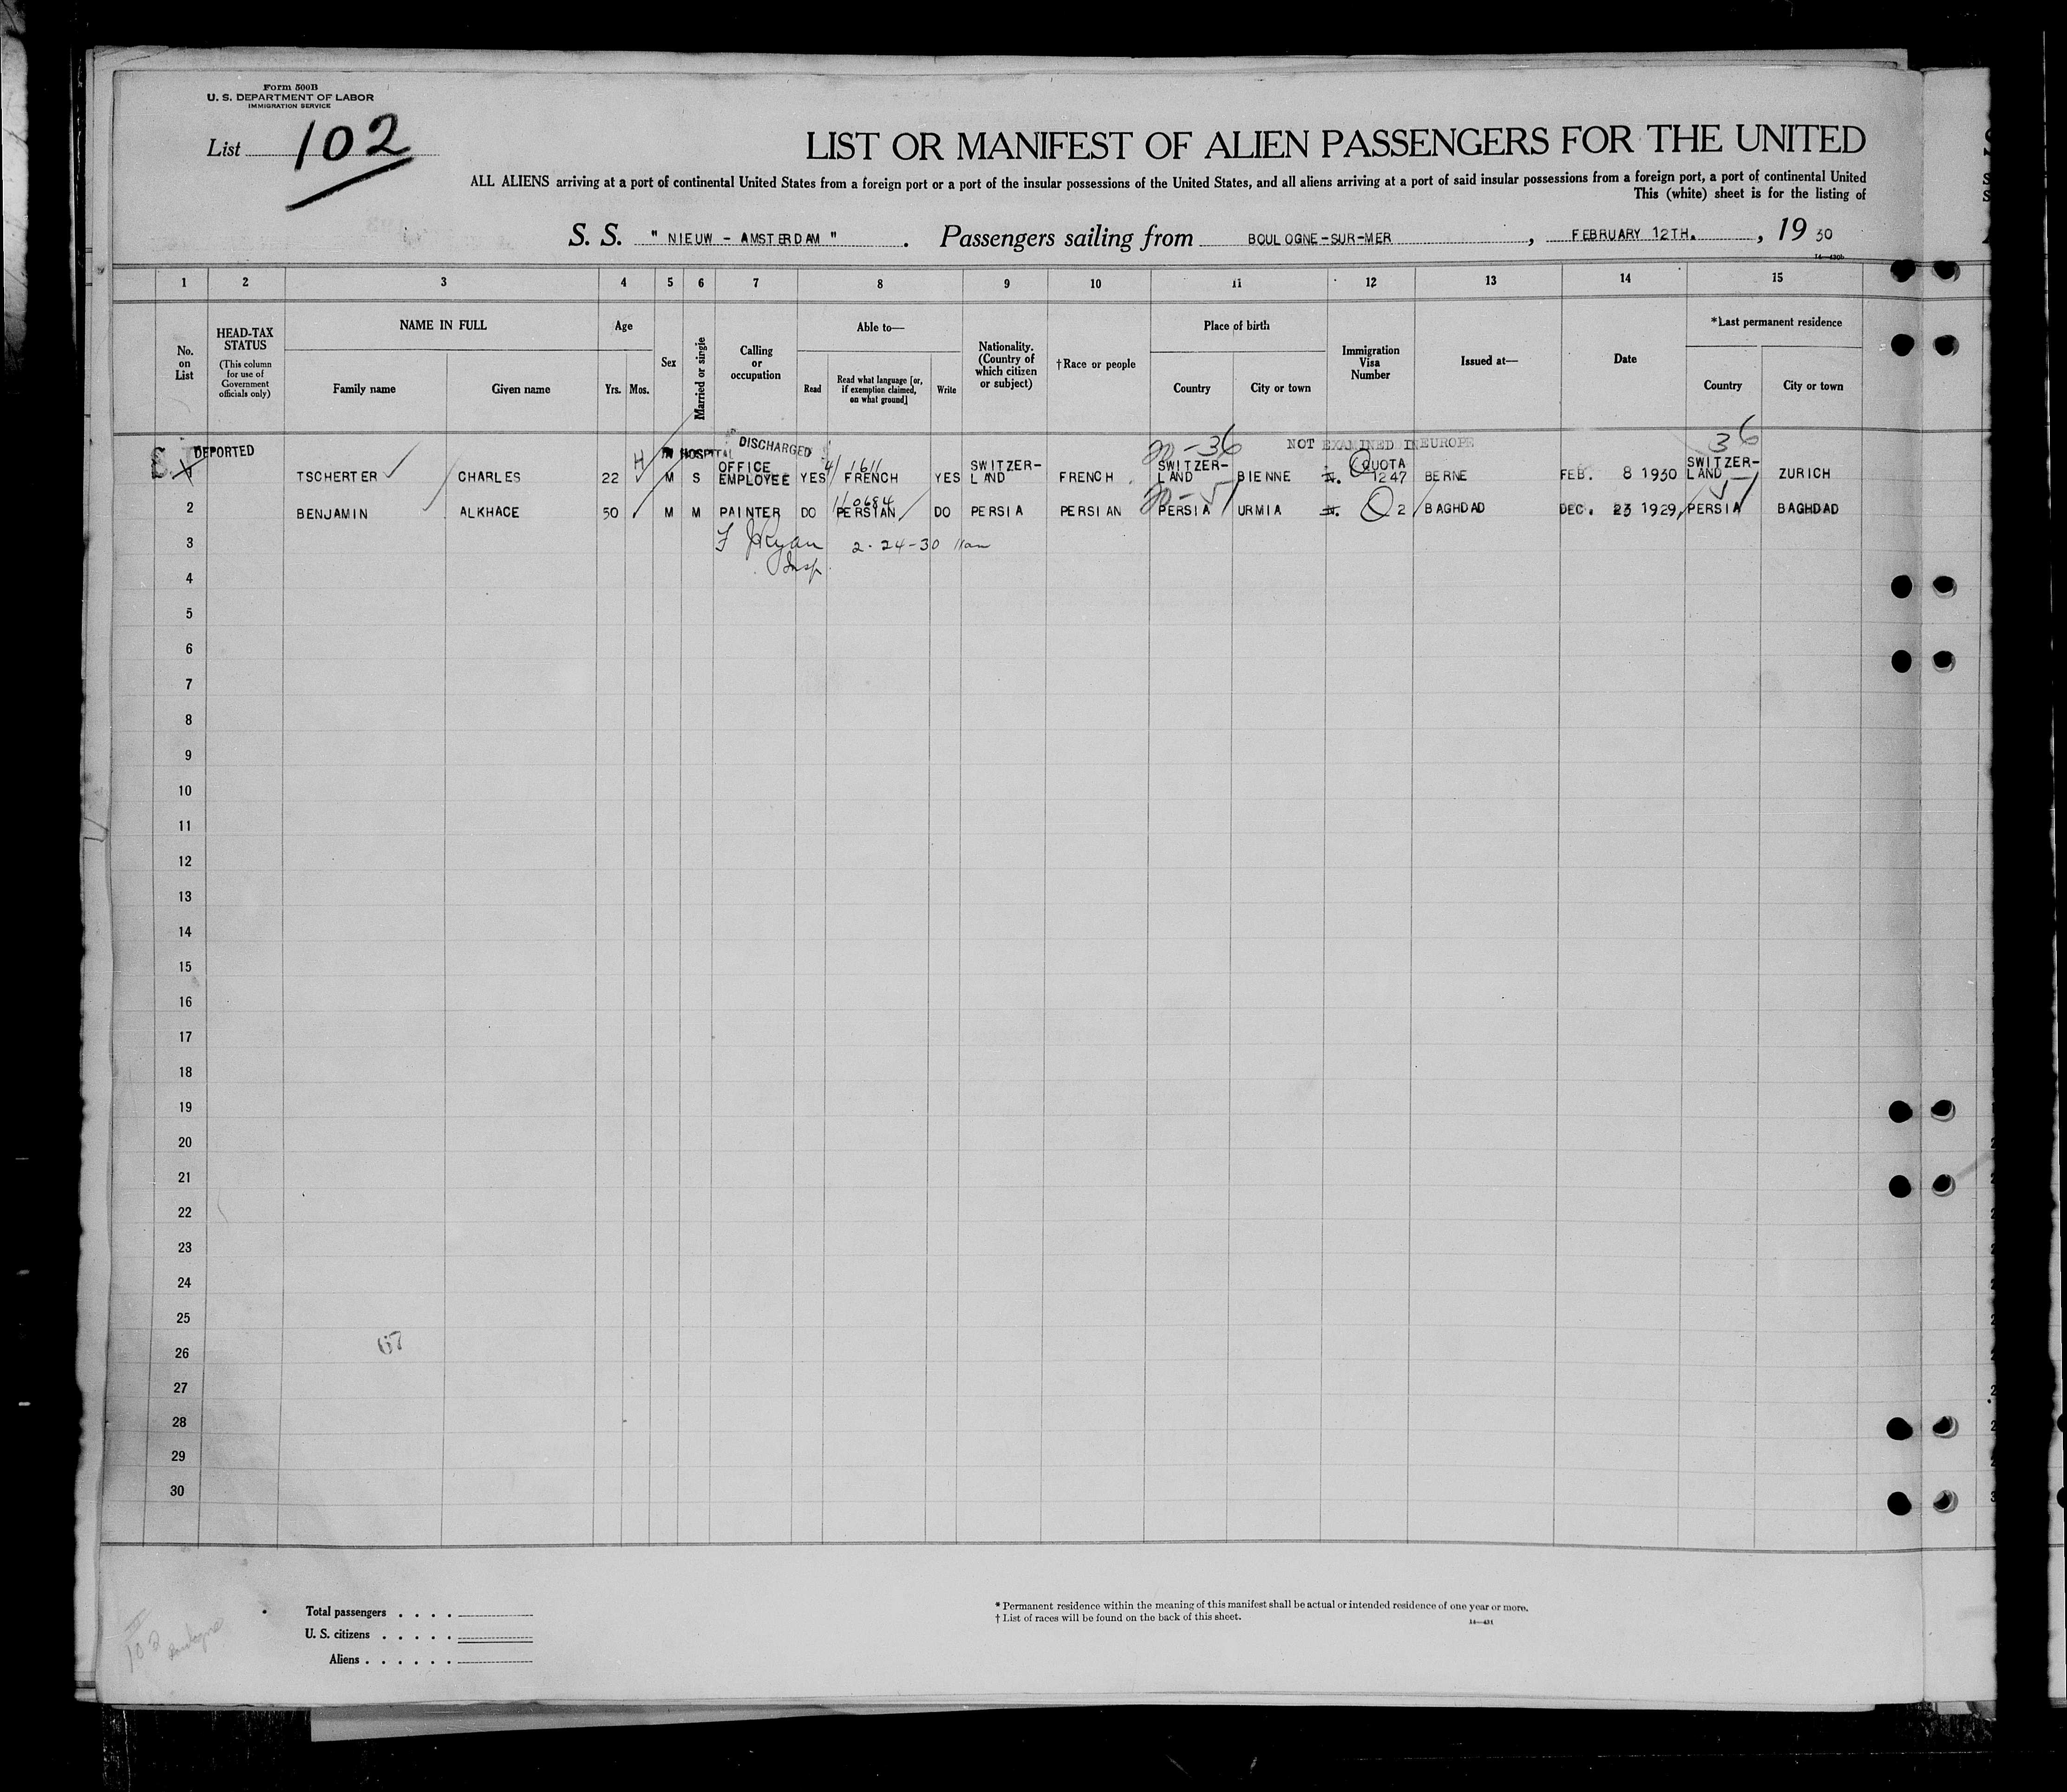 Form 500B
U. S. DEPARTMENT OF LABOR
IMMIGRATION SERVICE
List 102
LIST OR MANIFEST OF ALIEN PASSENGERS FOR THE UNITED
ALL ALIENS arriving at a port of continental United States from a foreign port or a port of the insular possessions of the United States, and all aliens arriving at a port of said insular possessions from a foreign port, a port of continental United
This (white) sheet is for the listing of
S. S. " NIEUW - AMSTERDAM " . Passengers sailing from BOULOGNE-SUR-MER , FEBRUARY 12TH. , 19 30
1 2 3 4 5 6 7 8 9 10 11 12 13 14 15
No. on List
HEAD-TAX STATUS
(This column for use of Government officials only)
NAME IN FULL
Family name Given name
Age
Yrs. Mos.
Sex
Married or single
Calling or occupation
Able to—
Read
Read what language [or, if exemption claimed, on what ground]
Write
Nationality. (Country of which citizen or subject)
†Race or people
Place of birth
Country City or town
Immigration Visa Number
Issued at—
Date
*Last permanent residence
Country City or town
DEPORTED IN HOSPITAL DISCHARGED 36 NOT EXAMINED IN EUROPE 36
1 TSCHERTER CHARLES 22 H M S OFFICE EMPLOYEE YES 4/1611 FRENCH YES SWITZER-LAND FRENCH SWITZER-LAND BIENNE QUOTA 1247 BERNE FEB. 8 1930 SWITZER-LAND ZURICH
2 BENJAMIN ALKHACE 50 M M PAINTER DO PERSIAN DO PERSIA PERSIAN PERSIA URMIA 2 BAGHDAD DEC. 23 1929, PERSIA BAGHDAD
3 F J Ryan 2-24-30 11am
Insp.
4
5
6
7
8
9
10
11
12
13
14
15
16
17
18
19
20
21
22
23
24
25
26
27
28
29
30
Total passengers . . . .
U. S. citizens . . . . .
Aliens . . . . . .
* Permanent residence within the meaning of this manifest shall be actual or intended residence of one year or more.
† List of races will be found on the back of this sheet.
14—431
102
Boulogne